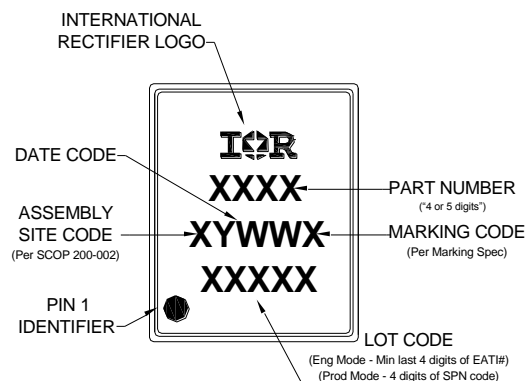 INTERNATIONAL
RECTIFIER LOGO
IOR
DATE CODE
XXXX
PART NUMBER
("4 or 5 digits")
ASSEMBLY
SITE CODE
(Per SCOP 200-002)
XYWWX
MARKING CODE
(Per Marking Spec)
XXXXX
PIN 1
IDENTIFIER
LOT CODE
(Eng Mode - Min last 4 digits of EATI#)
(Prod Mode - 4 digits of SPN code)